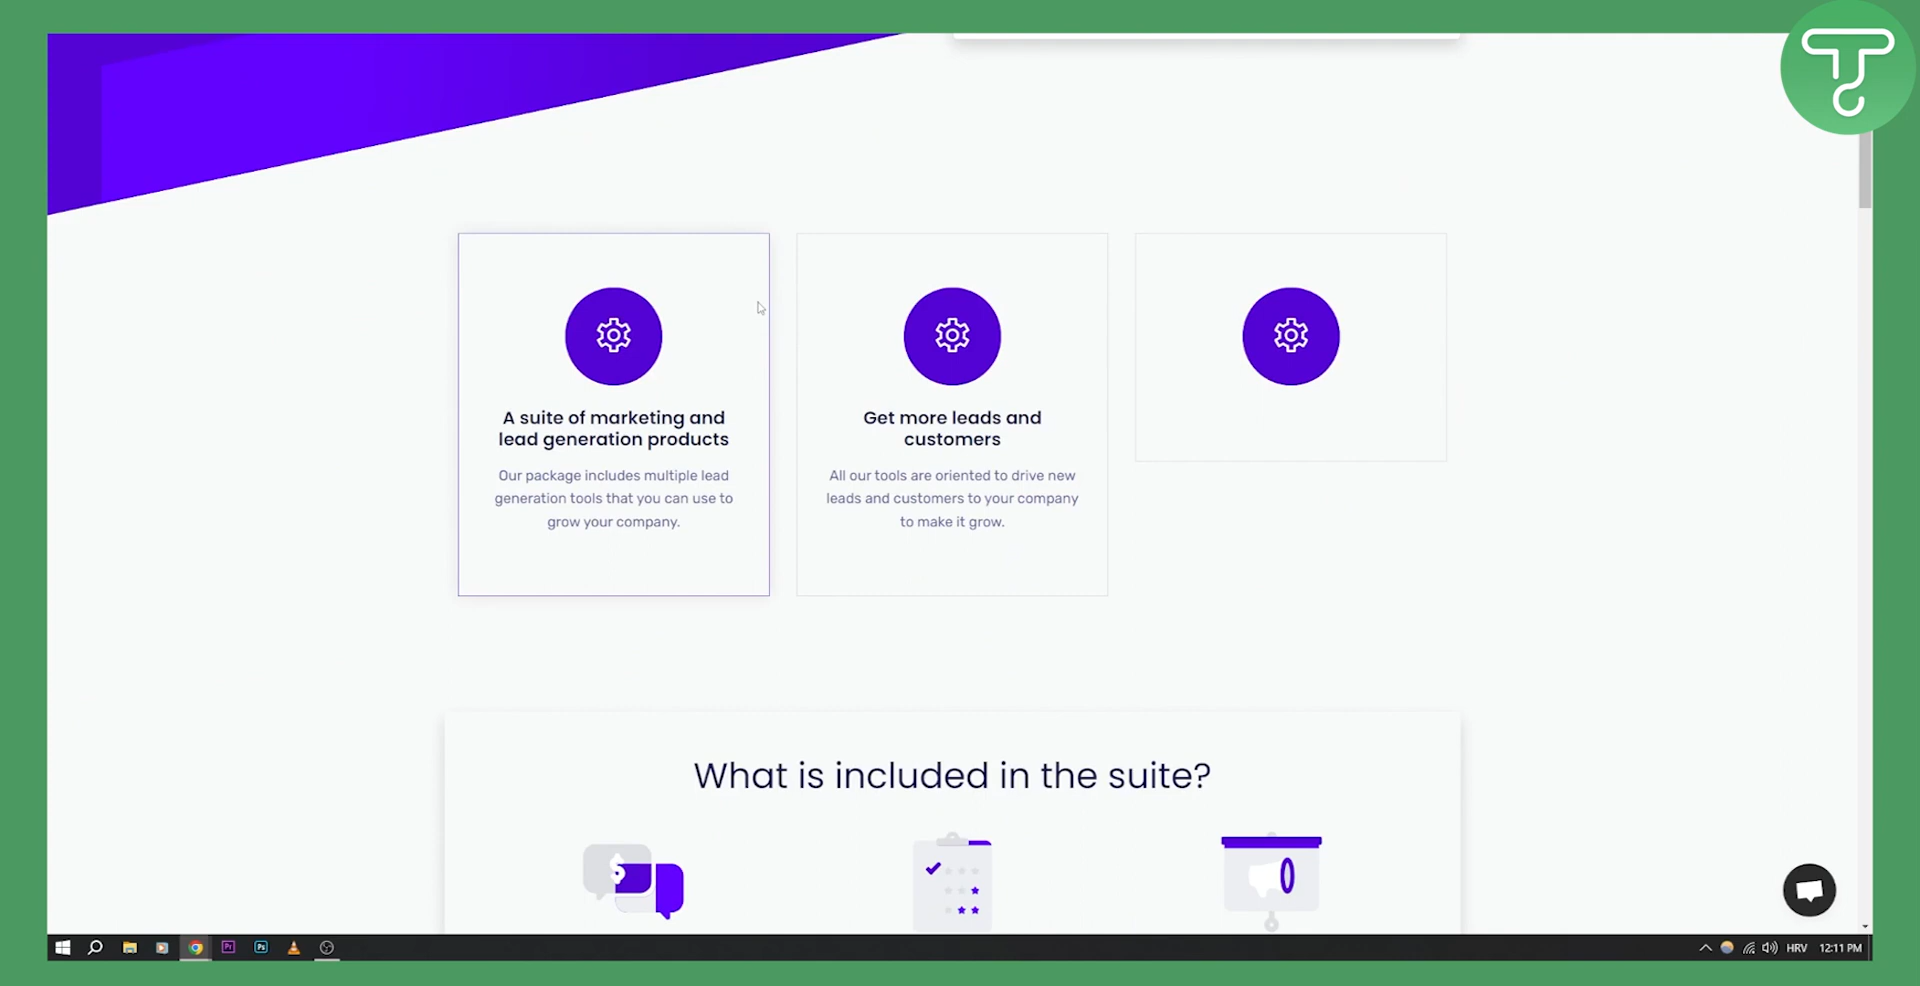 A suite of marketing and
lead generation products
Our package includes multiple lead
generation tools that you can use to
grow your company.
Get more leads and
customers
All our tools are oriented to drive new
leads and customers to your company
to make it grow.
What is included in the suite?
$
Pr
Ps
HRV
12:11 PM